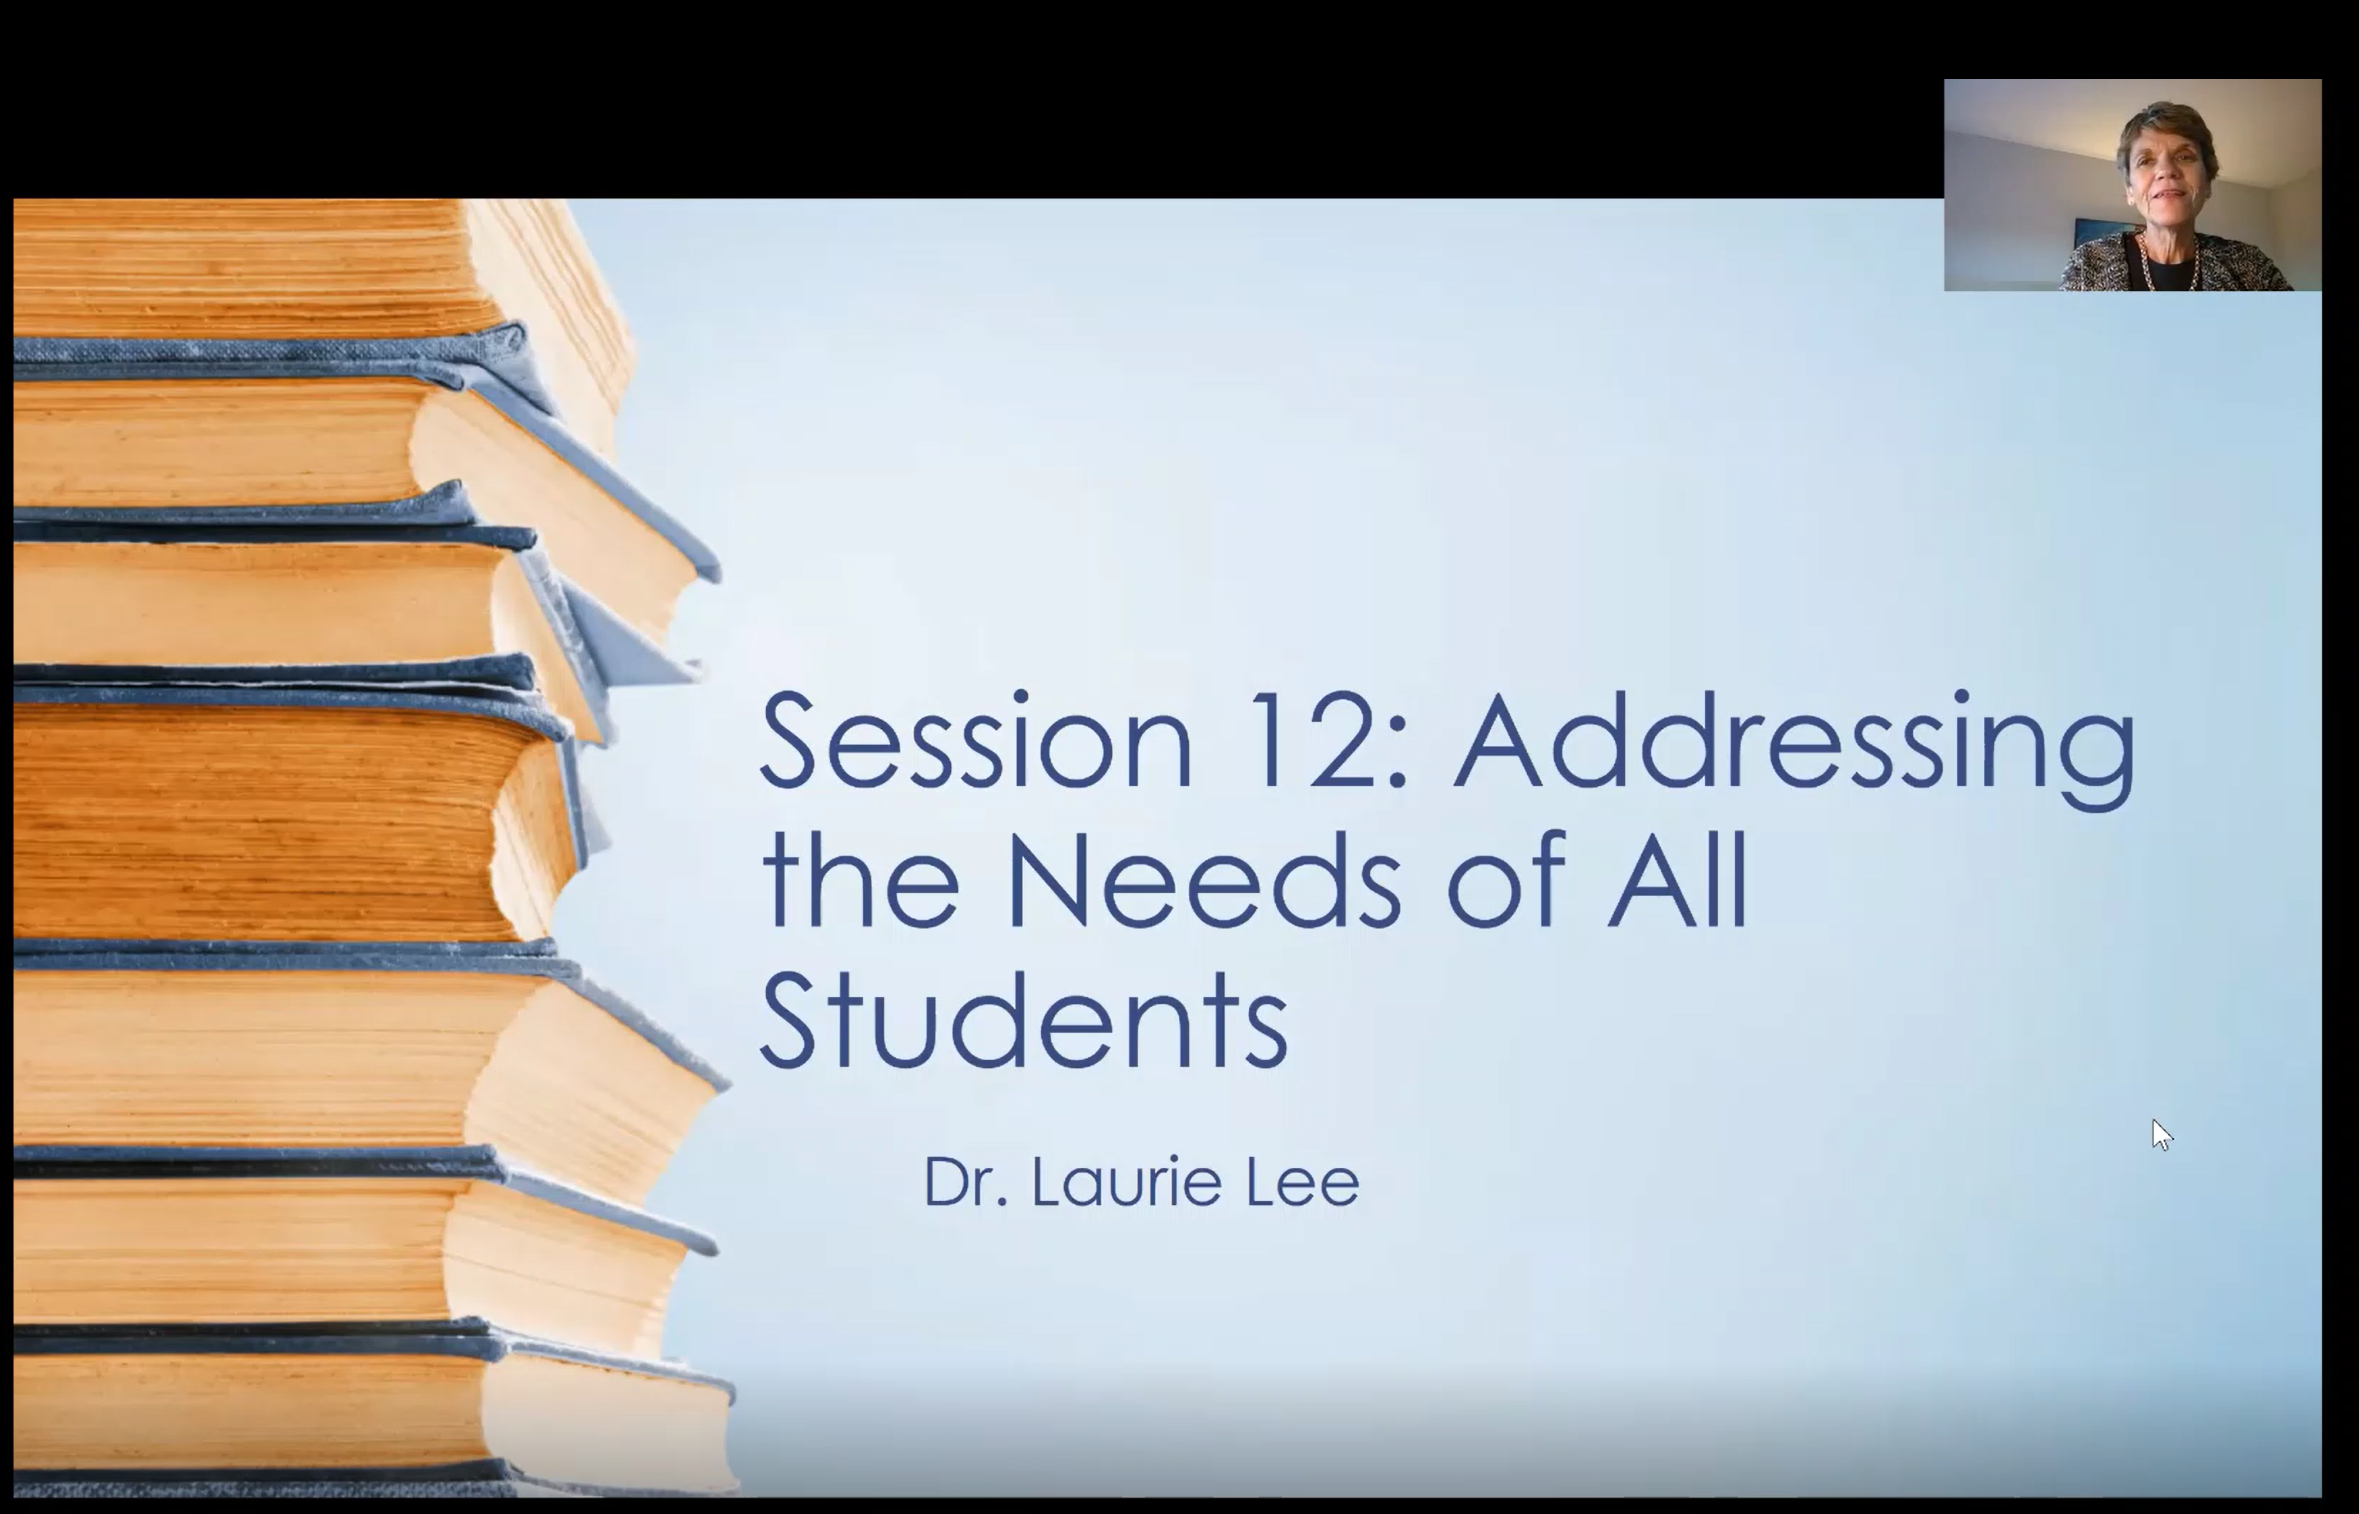 Session 12: Addressing
the Needs of All
Students
Dr. Laurie Lee